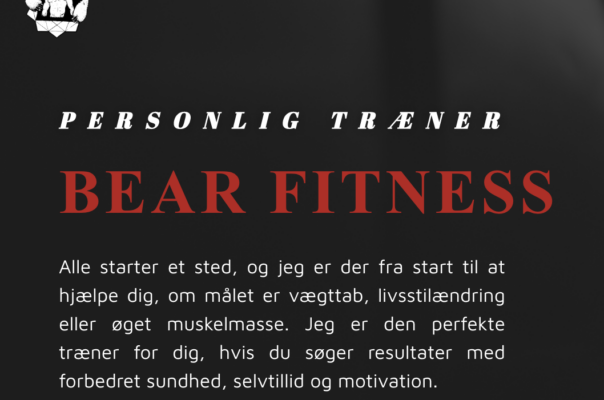 PERSONLIG TRÆNER
BEAR FITNESS
Alle starter et sted, og jeg er der fra start til at
hjælpe dig, om målet er vægttab, livsstilændring
eller øget muskelmasse. Jeg er den perfekte
træner for dig, hvis du søger resultater med
forbedret sundhed, selvtillid og motivation.